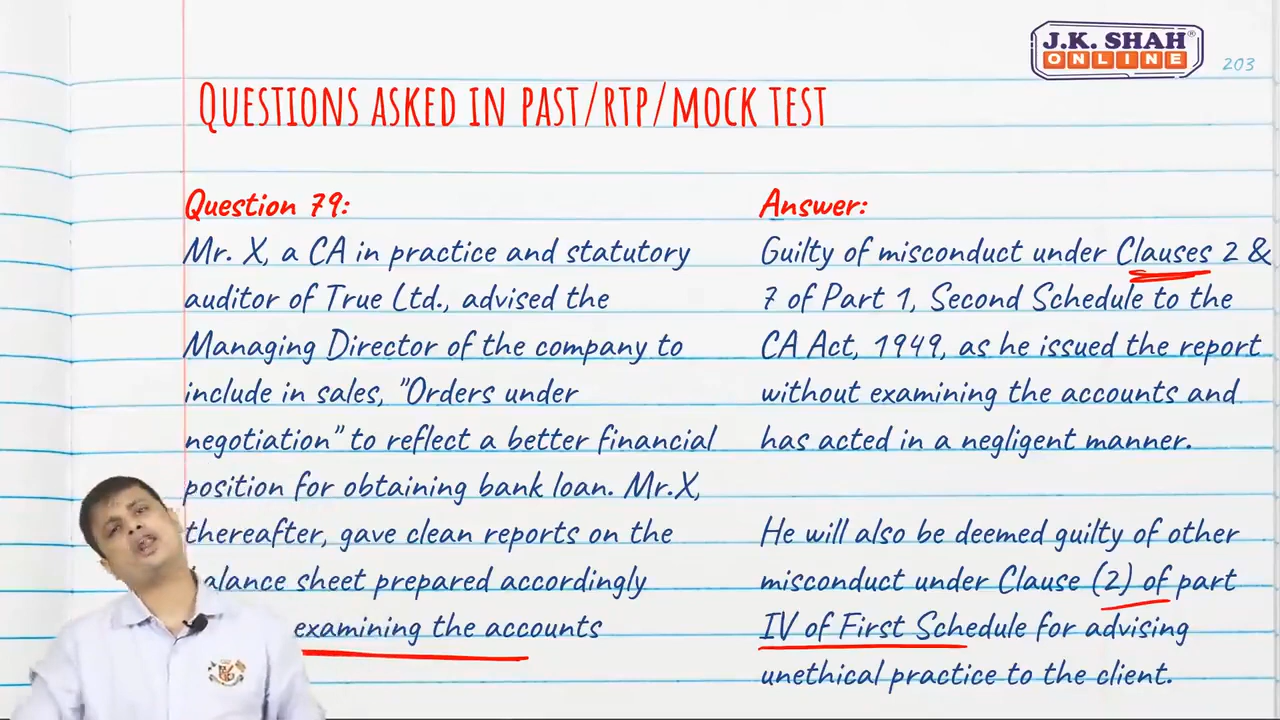 J.K. SHAH®
ONLINE
203
QUESTIONS ASKED IN PAST/RTP/MOCK TEST
Question 79:
Mr. X, a CA in practice and statutory
auditor of True Ltd., advised the
Managing Director of the company to
include in sales, "Orders under
negotiation" to reflect a better financial
position for obtaining bank loan. Mr.X,
thereafter, gave clean reports on the
alance sheet prepared accordingly
examining the accounts
Answer:
Guilty of misconduct under Clauses 2 &
7 of Part 1, Second Schedule to the
CA Act, 1949, as he issued the report
without examining the accounts and
has acted in a negligent manner.
He will also be deemed guilty of other
misconduct under Clause (2) of part
IV of First Schedule for advising
unethical practice to the client.